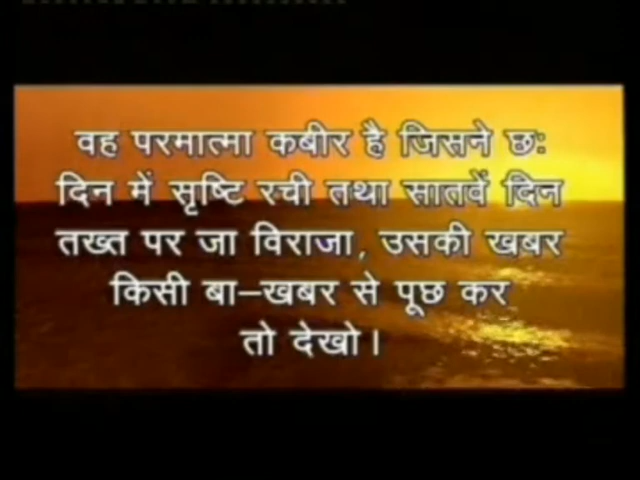 वह परमात्मा कबीर है जिसने छः
दिन में सृष्टि रची तथा सातवें दिन
तख्त पर जा विराजा, उसकी खबर
किसी बा–खबर से पूछ कर
तो देखो।